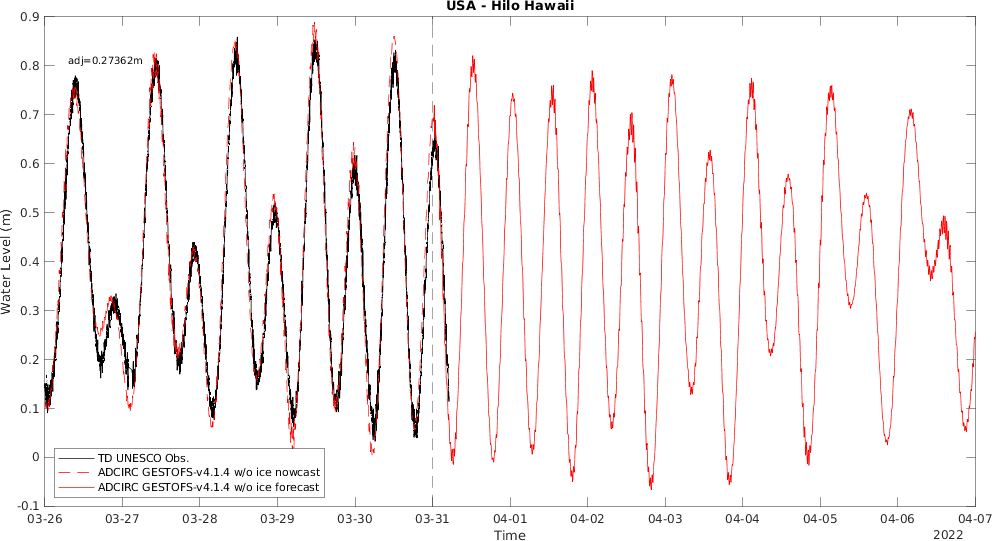 USA - Hilo Hawaii
adj=0.27362m
0.9
0.8
0.7
0.6
0.5
0.4
0.3
0.2
0.1
0
-0.1
Water Level (m)
TD UNESCO Obs.
ADCIRC GESTOFS-v4.1.4 w/o ice nowcast
ADCIRC GESTOFS-v4.1.4 w/o ice forecast
03-26 03-27 03-28 03-29 03-30 03-31 04-01 04-02 04-03 04-04 04-05 04-06 04-07
Time
2022